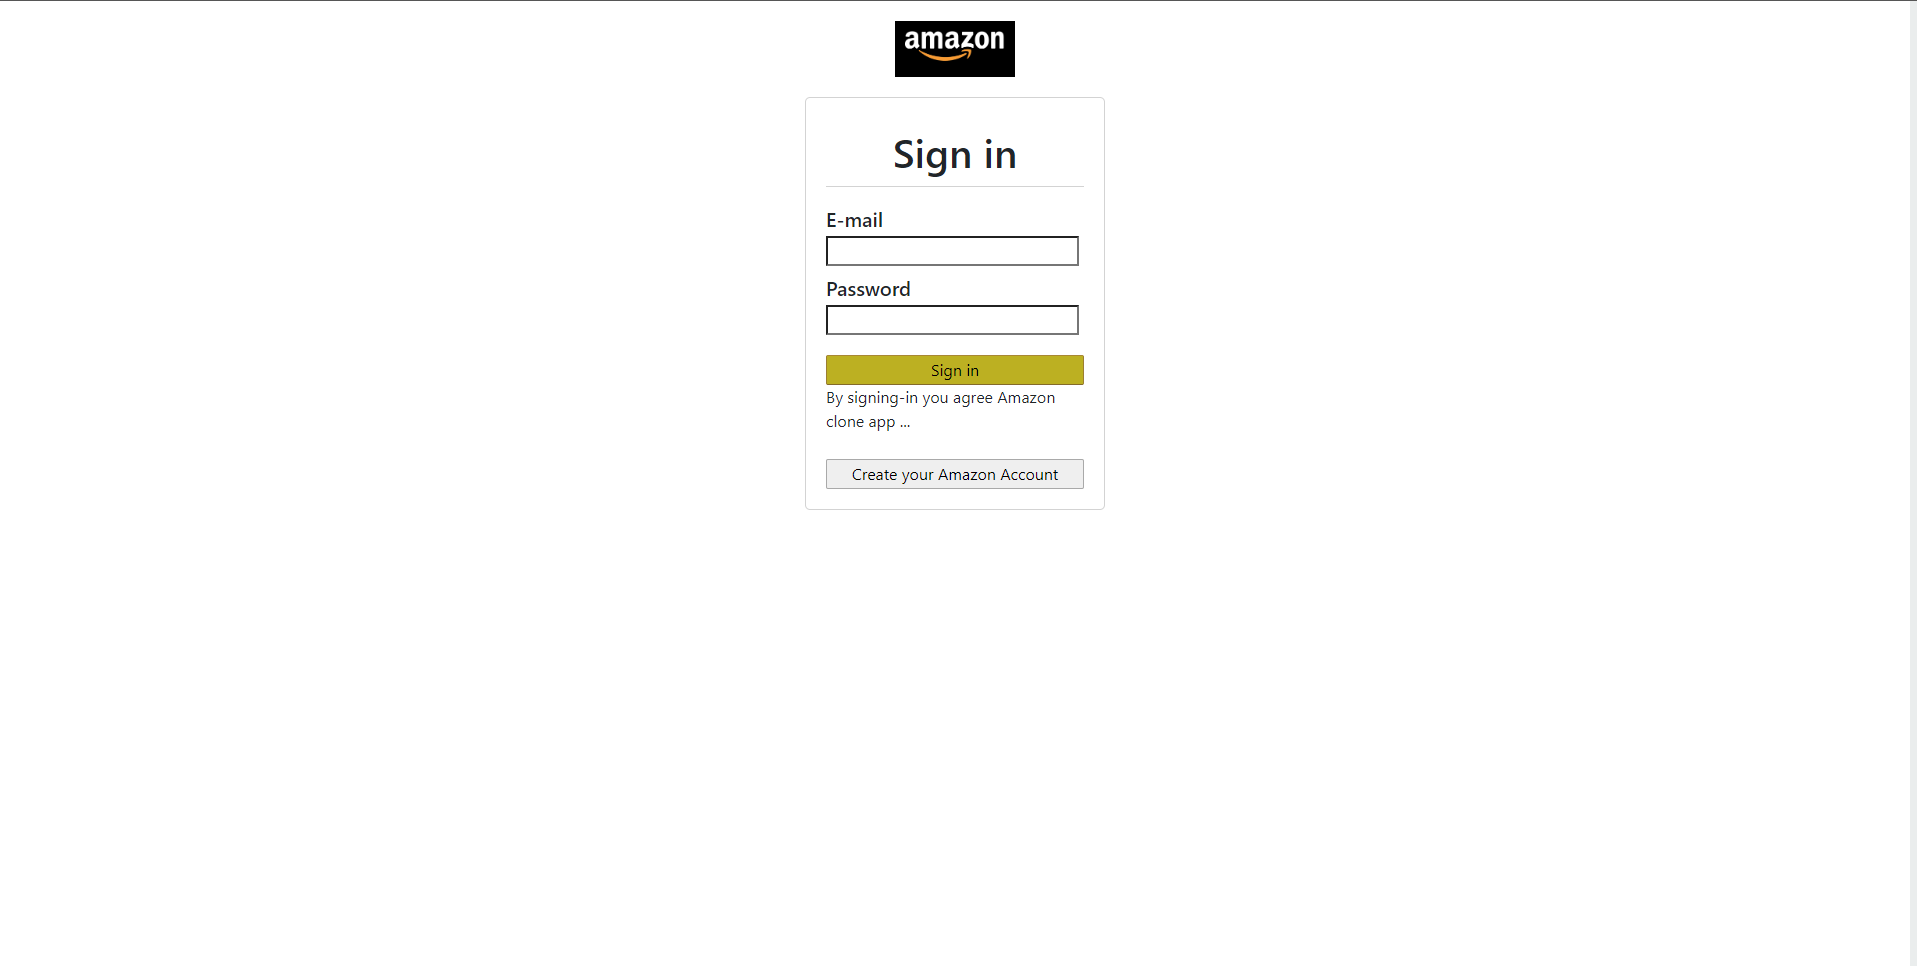 amazon
Sign in
E-mail
Password
Sign in
By signing-in you agree Amazon
clone app ...
Create your Amazon Account